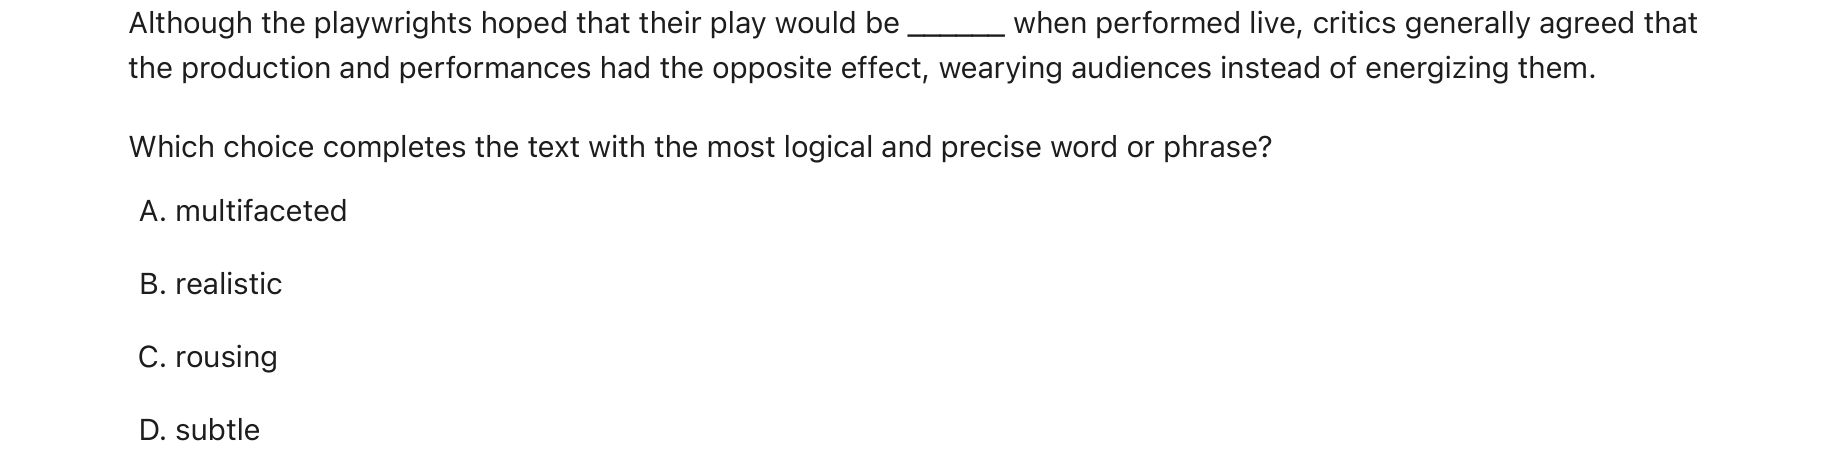 Although the playwrights hoped that their play would be ______ when performed live, critics generally agreed that
the production and performances had the opposite effect, wearying audiences instead of energizing them.
Which choice completes the text with the most logical and precise word or phrase?
A. multifaceted
B. realistic
C. rousing
D. subtle